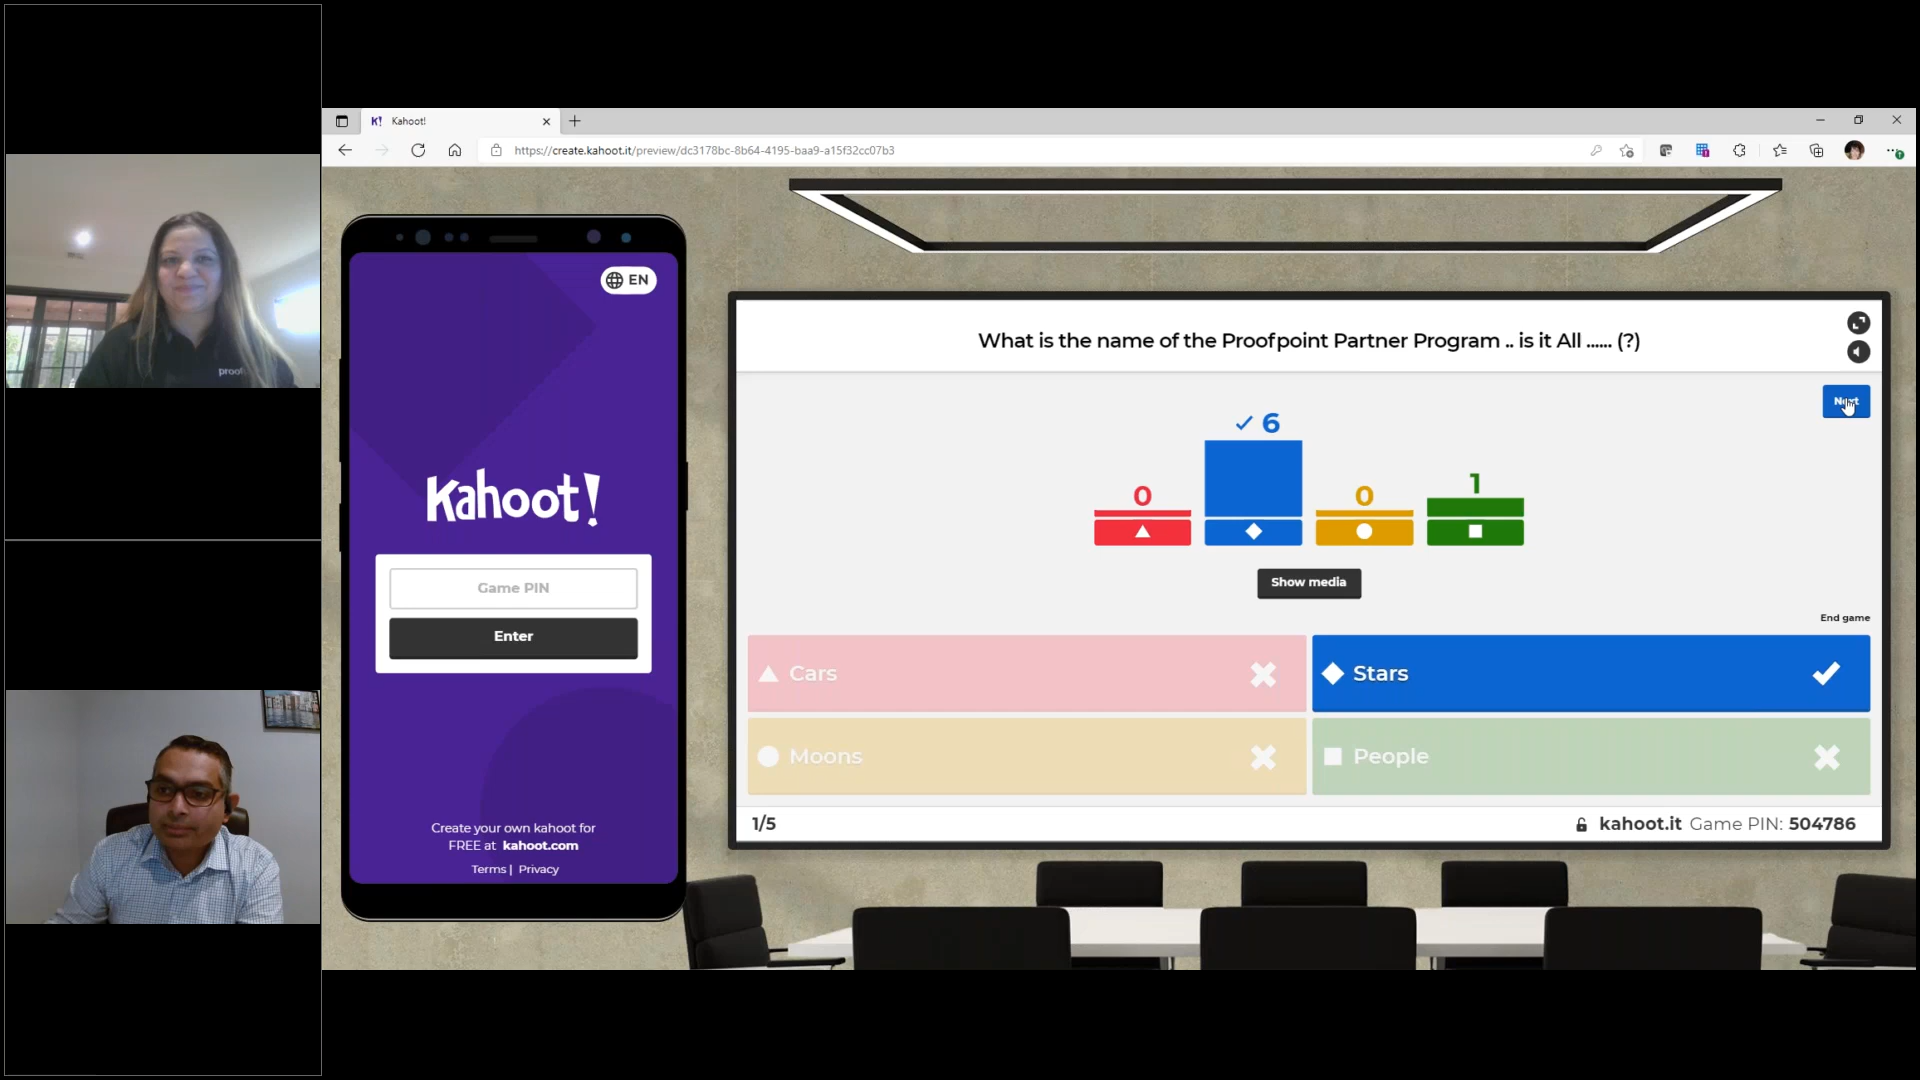 Kahoot!
https://create.kahoot.it/preview/dc3178bc-8b64-4195-baa9-a15f32cc07b3
proof
EN
Kahoot!
Game PIN
Enter
Create your own kahoot for
FREE at kahoot.com
Terms | Privacy
What is the name of the Proofpoint Partner Program .. is it All ...... (?)
Next
0
6
0
1
Show media
End game
Cars
Stars
Moons
People
1/5
kahoot.it Game PIN: 504786